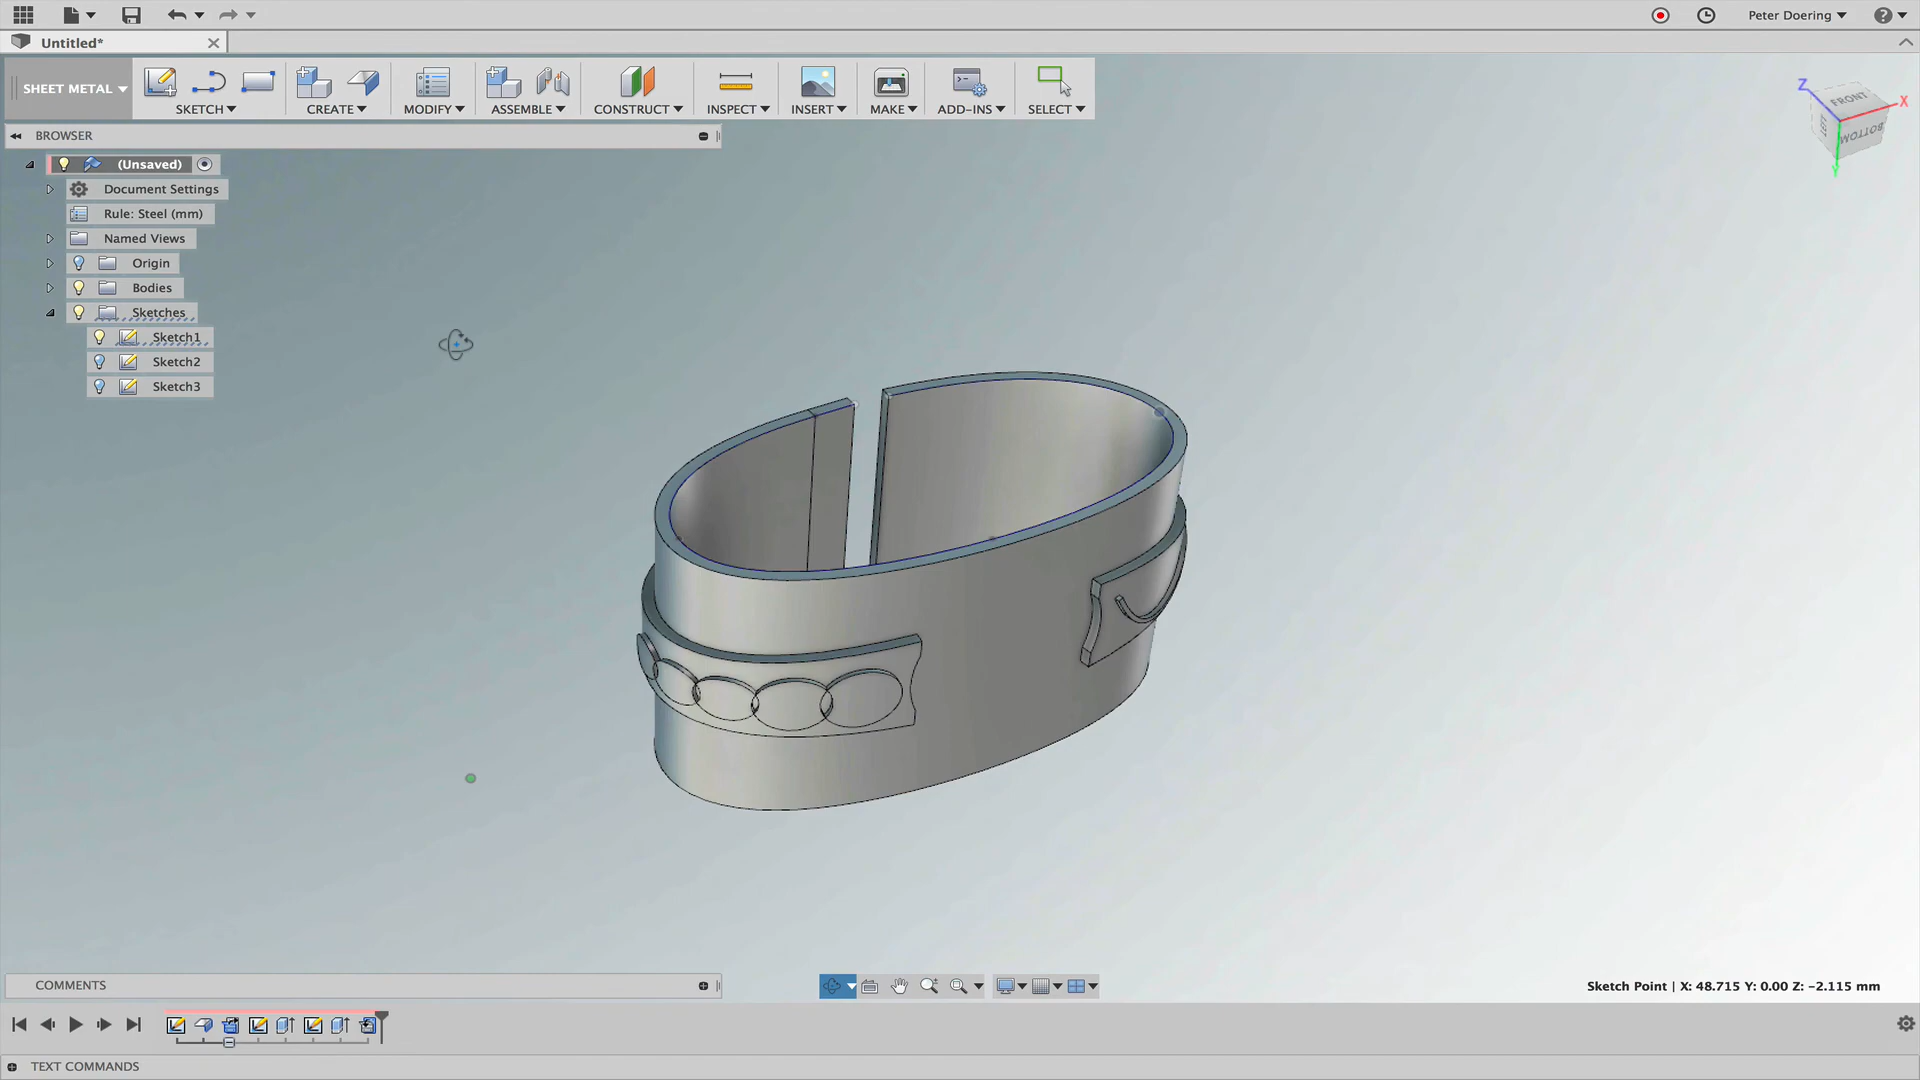 Peter Doering
Untitled*
SHEET METAL
SKETCH
CREATE
MODIFY
ASSEMBLE
CONSTRUCT
INSPECT
INSERT
MAKE
ADD-INS
SELECT
Z
X
Y
FRONT
BOTTOM
BROWSER
(Unsaved)
Document Settings
Rule: Steel (mm)
Named Views
Origin
Bodies
Sketches
Sketch1
Sketch2
Sketch3
COMMENTS
Sketch Point | X: 48.715 Y: 0.00 Z: -2.115 mm
TEXT COMMANDS